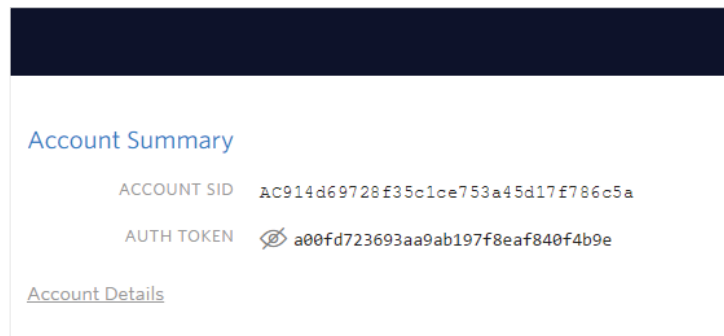 Account Summary
ACCOUNT SID AC914d69728f35c1ce753a45d17f786c5a
AUTH TOKEN a00fd723693aa9ab197f8eaf840f4b9e
Account Details